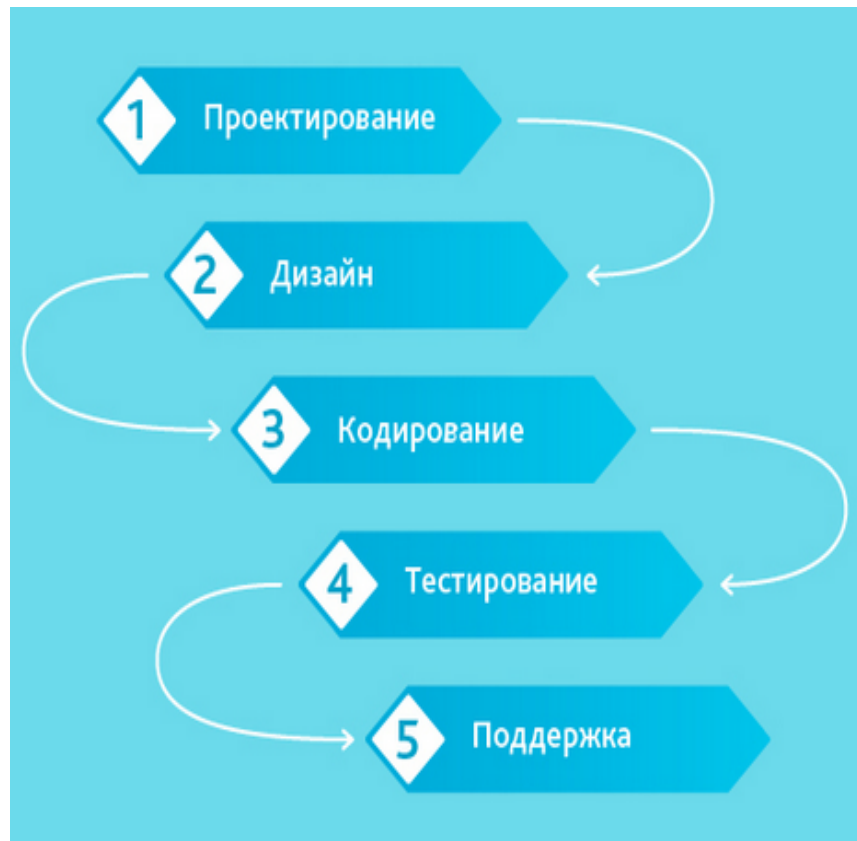 1 Проектирование
2 Дизайн
3 Кодирование
4 Тестирование
5 Поддержка